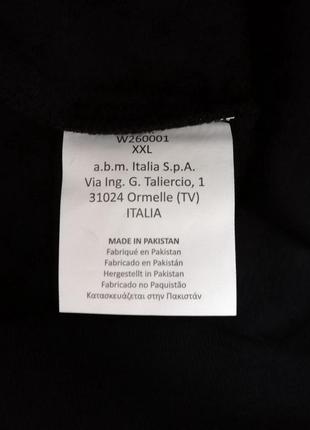 W260001
XXL
a.b.m. Italia S.p.A.
Via Ing. G. Taliercio, 1
31024 Ormelle (TV)
ITALIA
MADE IN PAKISTAN
Fabriqué en Pakistan
Fabricado en Pakistán
Hergestellt in Pakistan
Fabricado no Paquistão
Κατασκευάζεται στην Πακιστάν